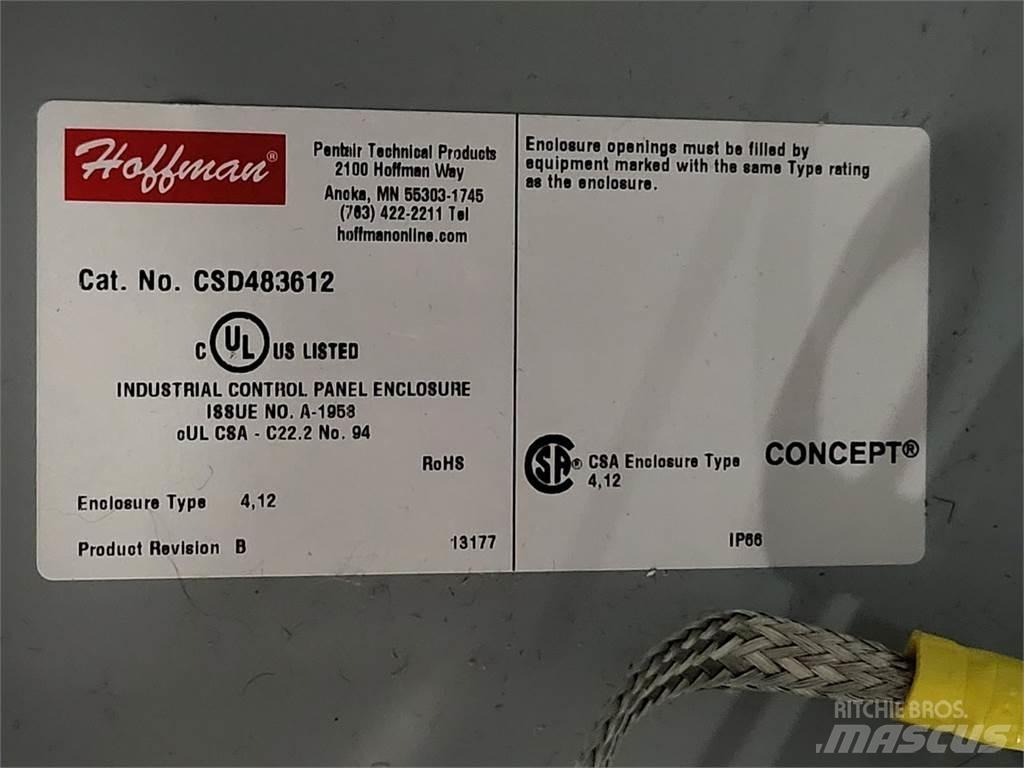 Hoffman®
Pentair Technical Products
2100 Hoffman Way
Anoka, MN 55303-1745
(763) 422-2211 Tel
hoffmanonline.com
Cat. No. CSD483612
C UL US LISTED
INDUSTRIAL CONTROL PANEL ENCLOSURE
ISSUE NO. A-1958
cUL CSA - C22.2 No. 94
RoHS
Enclosure Type 4,12
Product Revision B 13177
Enclosure openings must be filled by
equipment marked with the same Type rating
as the enclosure.
SA® CSA Enclosure Type CONCEPT®
4,12
IP66
RITCHIE BROS.
MASCUS